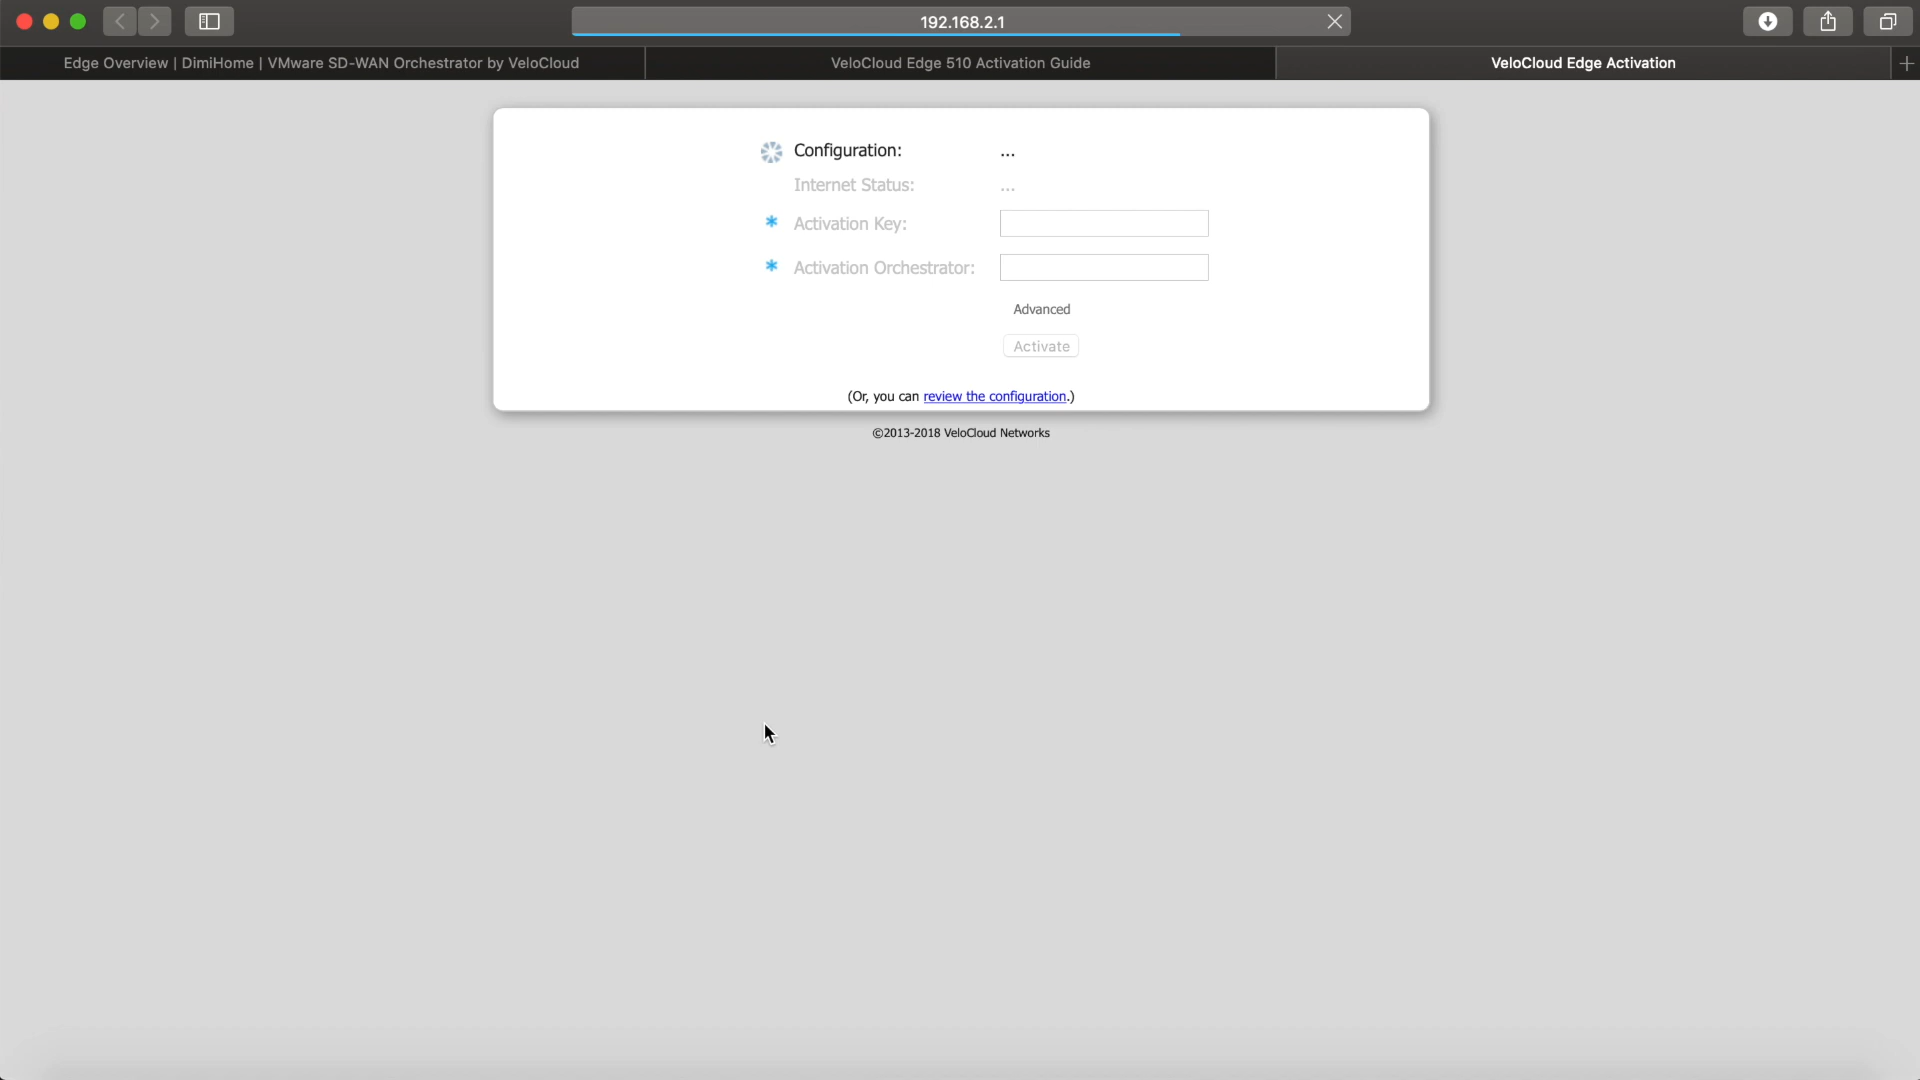 192.168.2.1
Edge Overview | DimiHome | VMware SD-WAN Orchestrator by VeloCloud
VeloCloud Edge 510 Activation Guide
VeloCloud Edge Activation
Configuration: ...
Internet Status: ...
* Activation Key:
* Activation Orchestrator:
Advanced
Activate
(Or, you can review the configuration.)
©2013-2018 VeloCloud Networks